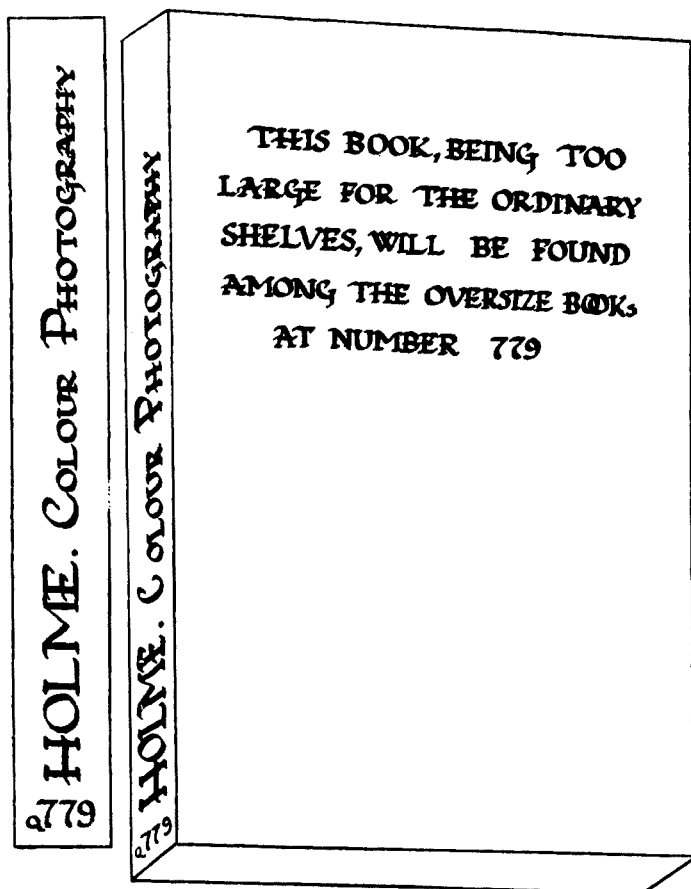 HOLME. COLOUR PHOTOGRAPHY
Q779
HOLME. COLOUR PHOTOGRAPHY
Q779
THIS BOOK, BEING TOO
LARGE FOR THE ORDINARY
SHELVES, WILL BE FOUND
AMONG THE OVERSIZE BOOKS
AT NUMBER 779